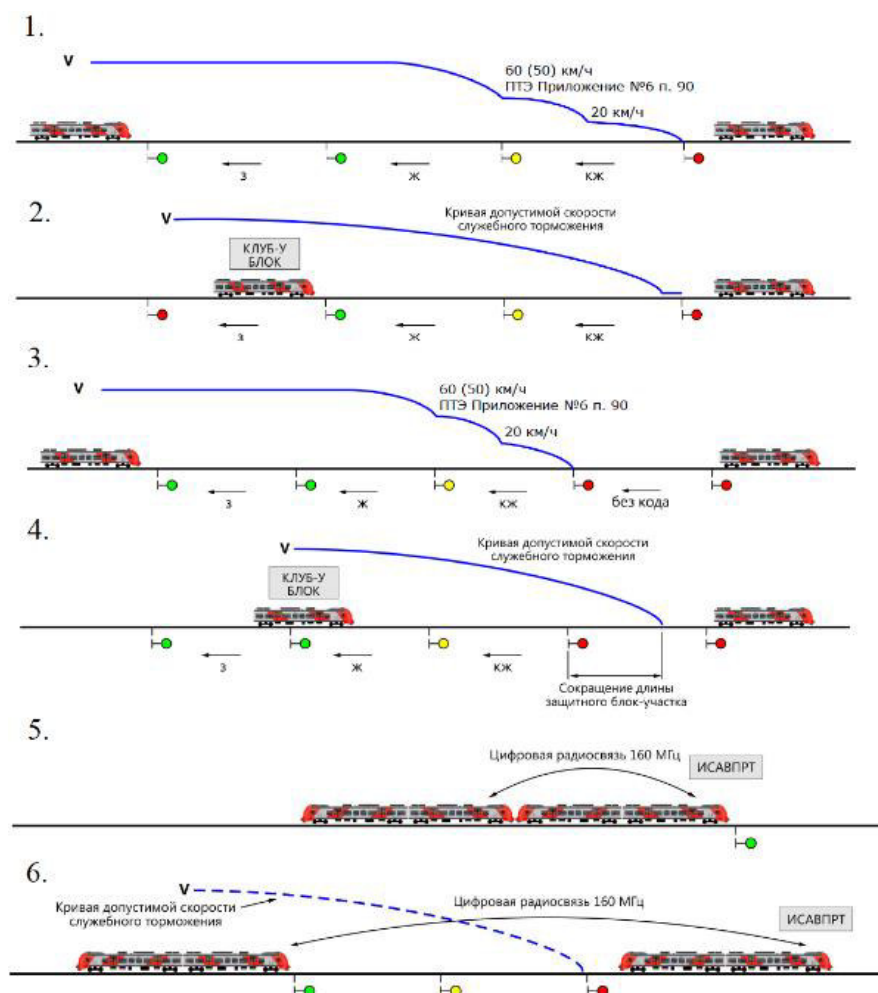 1.
V
60 (50) км/ч
ПТЭ Приложение №6 п. 90
20 км/ч
з
ж
кж
2.
V
Кривая допустимой скорости
служебного торможения
КЛУБ-У
БЛОК
з
ж
кж
3.
V
60 (50) км/ч
ПТЭ Приложение №6 п. 90
20 км/ч
з
ж
кж
без кода
4.
V
Кривая допустимой скорости
служебного торможения
КЛУБ-У
БЛОК
з
ж
кж
Сокращение длины
защитного блок-участка
5.
Цифровая радиосвязь 160 МГц
ИСАВПРТ
6.
V
Кривая допустимой скорости
служебного торможения
Цифровая радиосвязь 160 МГц
ИСАВПРТ